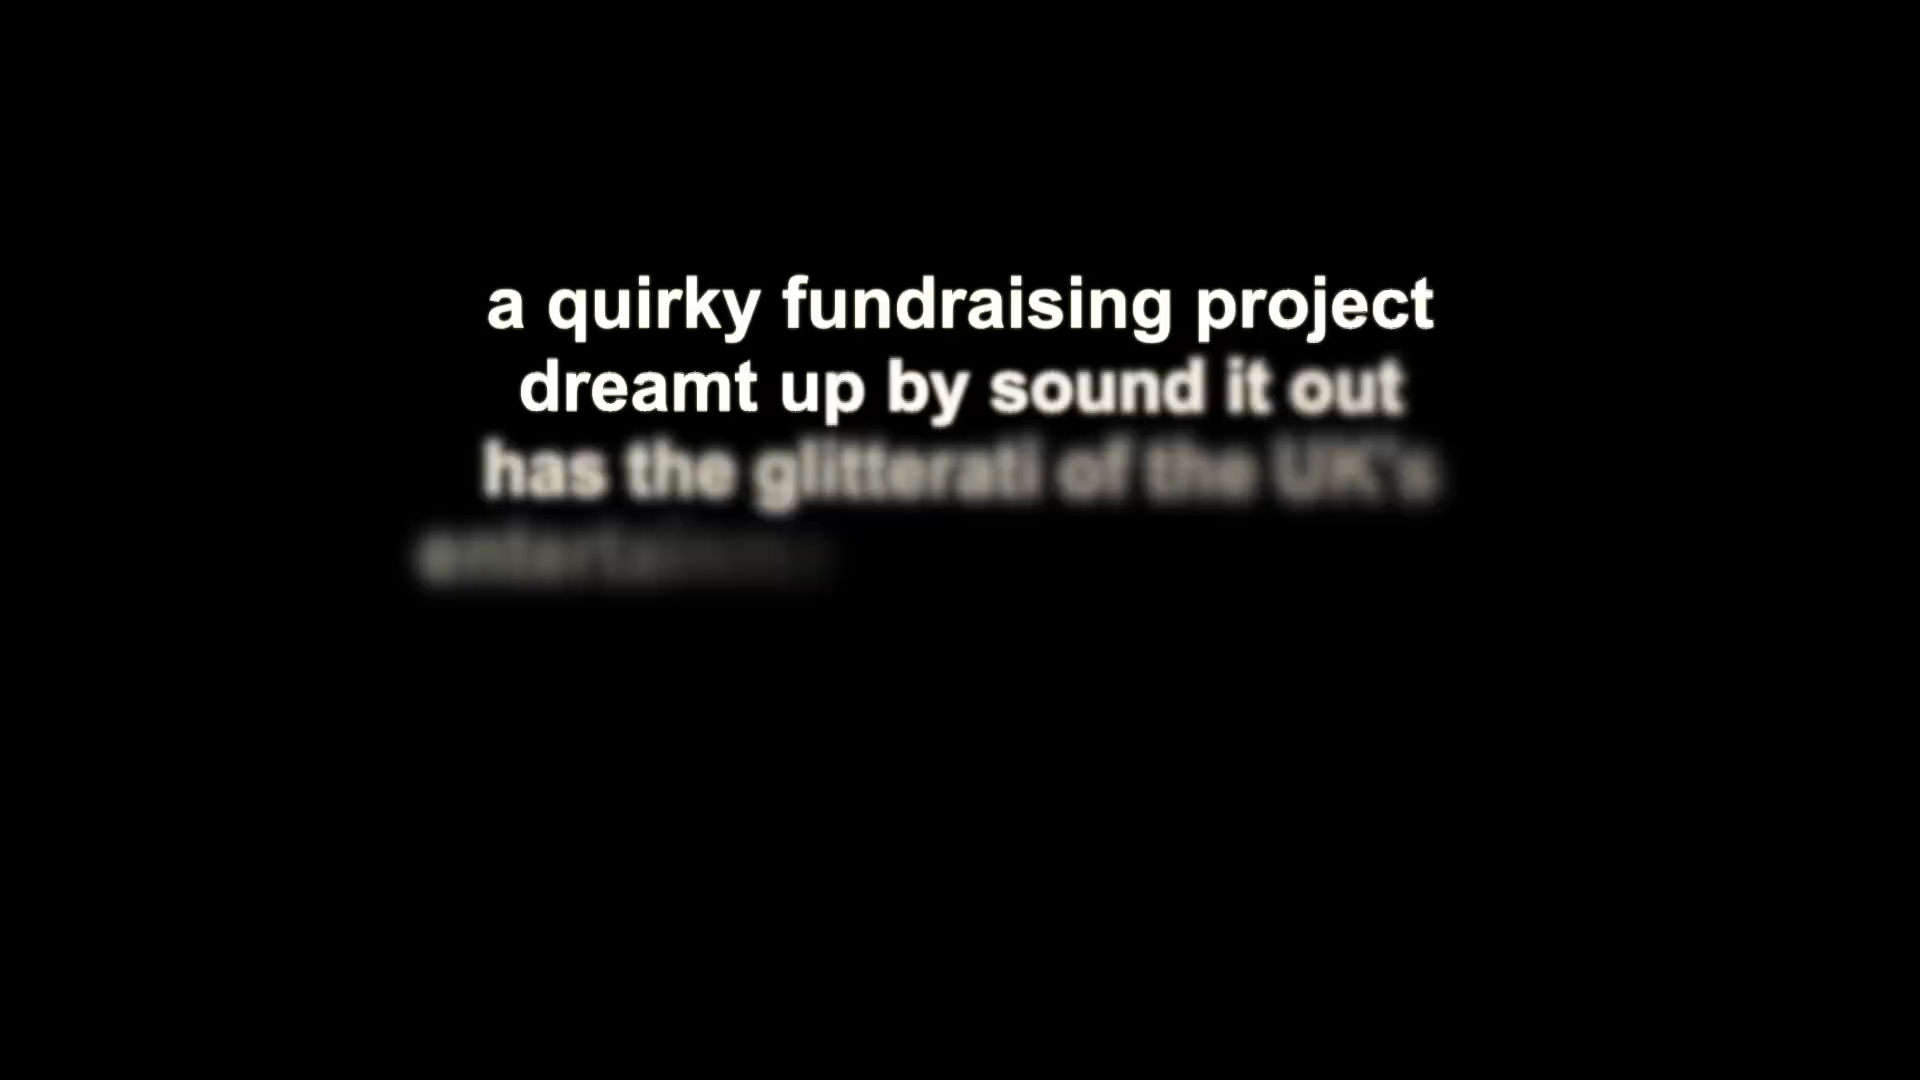 a quirky fundraising project
dreamt up by sound it out
has the glitterati of the UK's